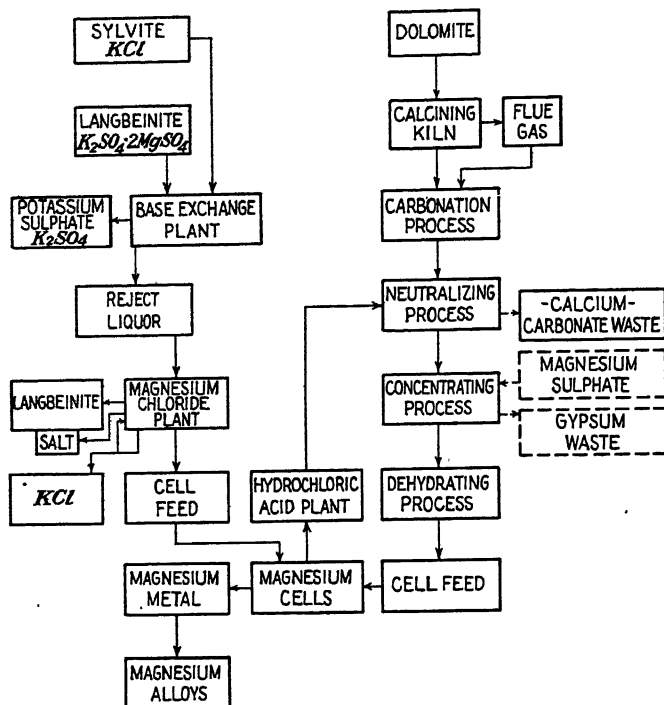 SYLVITE
KCl
LANGBEINITE
K₂SO₄·2MgSO₄
POTASSIUM
SULPHATE
K₂SO₄
BASE EXCHANGE
PLANT
REJECT
LIQUOR
LANGBEINITE
SALT
KCl
MAGNESIUM
CHLORIDE
PLANT
CELL
FEED
DOLOMITE
CALCINING
KILN
FLUE
GAS
CARBONATION
PROCESS
NEUTRALIZING
PROCESS
-CALCIUM-
CARBONATE WASTE
CONCENTRATING
PROCESS
MAGNESIUM
SULPHATE
GYPSUM
WASTE
HYDROCHLORIC
ACID PLANT
DEHYDRATING
PROCESS
CELL FEED
MAGNESIUM
CELLS
MAGNESIUM
METAL
MAGNESIUM
ALLOYS